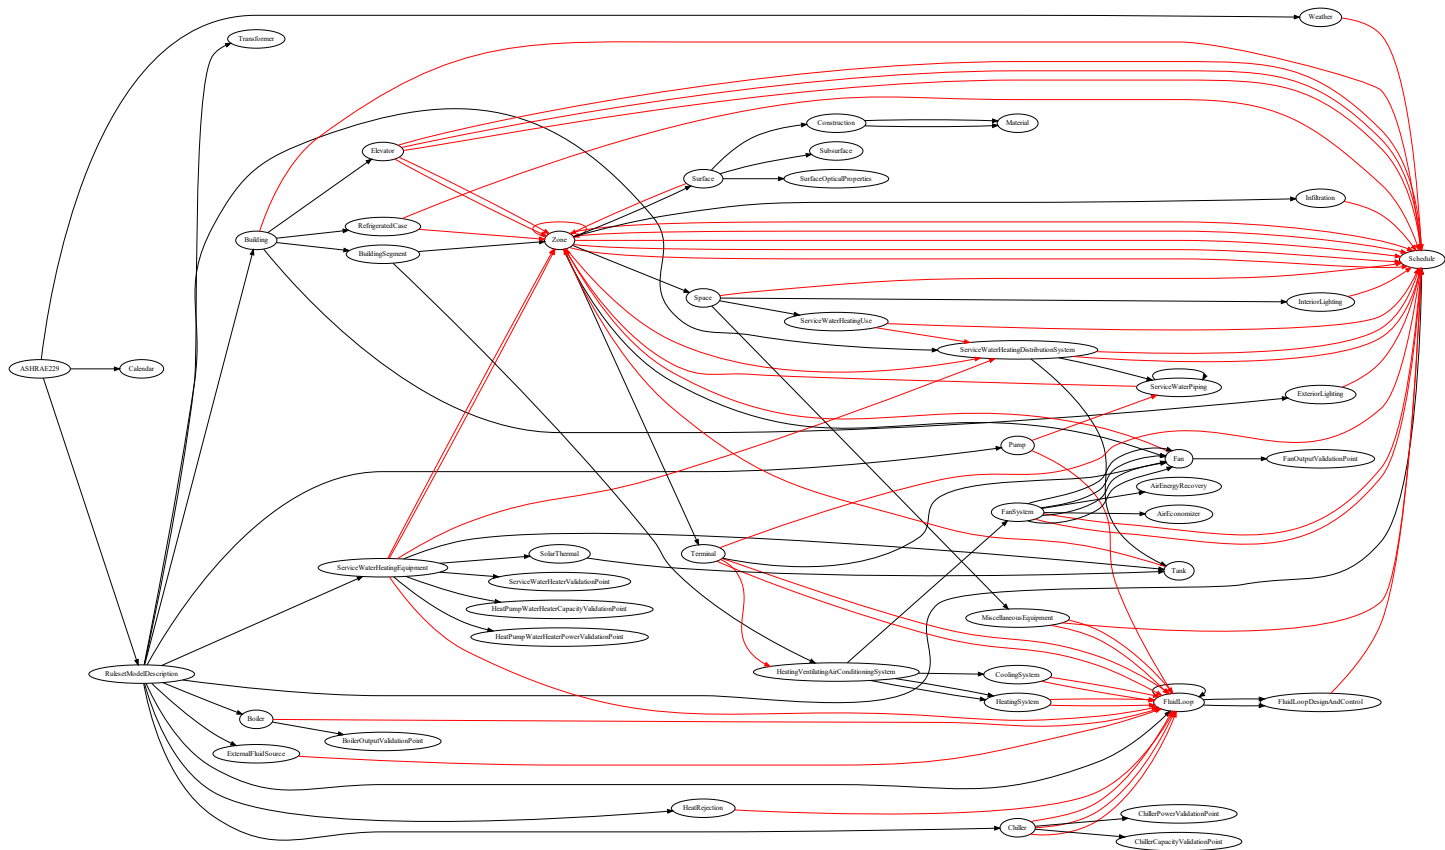 Weather
Transformer
Construction
Material
Elevator
Subsurface
Surface
SurfaceOpticalProperties
Infiltration
RefrigeratedCase
Building
Zone
BuildingSegment
Schedule
Space
InteriorLighting
ServiceWaterHeatingUse
ServiceWaterHeatingDistributionSystem
ASHRAE229
Calendar
ServiceWaterPiping
ExteriorLighting
Pump
Fan
FanOutputValidationPoint
AirEnergyRecovery
FanSystem
AirEconomizer
SolarThermal
Terminal
ServiceWaterHeatingEquipment
Tank
ServiceWaterHeaterValidationPoint
HeatPumpWaterHeaterCapacityValidationPoint
MiscellaneousEquipment
HeatPumpWaterHeaterPowerValidationPoint
RulesetModelDescription
HeatingVentilatingAirConditioningSystem
CoolingSystem
HeatingSystem
FluidLoop
FluidLoopDesignAndControl
Boiler
BoilerOutputValidationPoint
ExternalFluidSource
HeatRejection
ChillerPowerValidationPoint
Chiller
ChillerCapacityValidationPoint